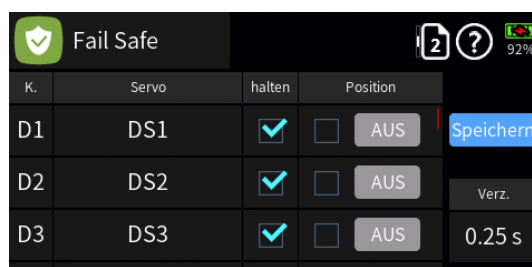 Fail Safe
2
?
92%
K. Servo halten Position
D1 DS1 AUS
Speichern
D2 DS2 AUS
Verz.
D3 DS3 AUS
0.25 s